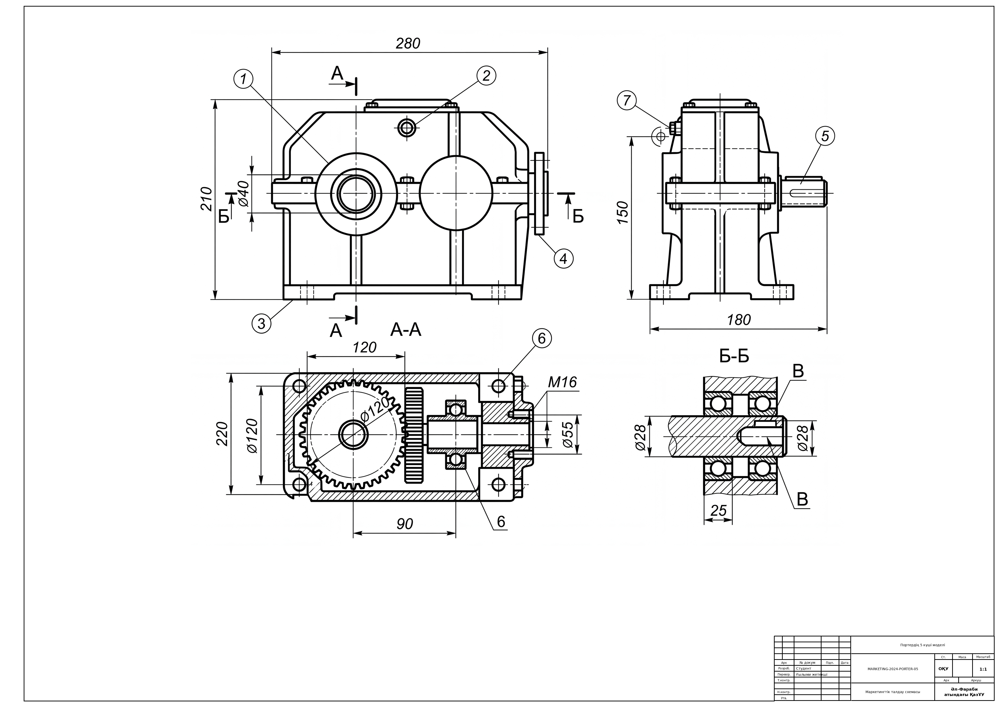 280
А
1
2
7
5
210
Ø40
Б
Б
150
4
3
А
180
А-А
6
120
Б-Б
В
М16
Ø120
220
Ø120
Ø55
Ø28
Ø28
В
25
90
6
Портердің 5 күші моделі
Ст. Маса Масштаб
Арк № докум Підп. Дата
Розроб. Студент
MARKETING-2024-PORTER-05
ОҚУ 1:1
Перевір. Ғылыми жетекші
Т.контр.
Арх Аркуш
Н.контр.
Маркетингтік талдау схемасы
Әл-Фараби
атындағы ҚазҰУ
Утв.